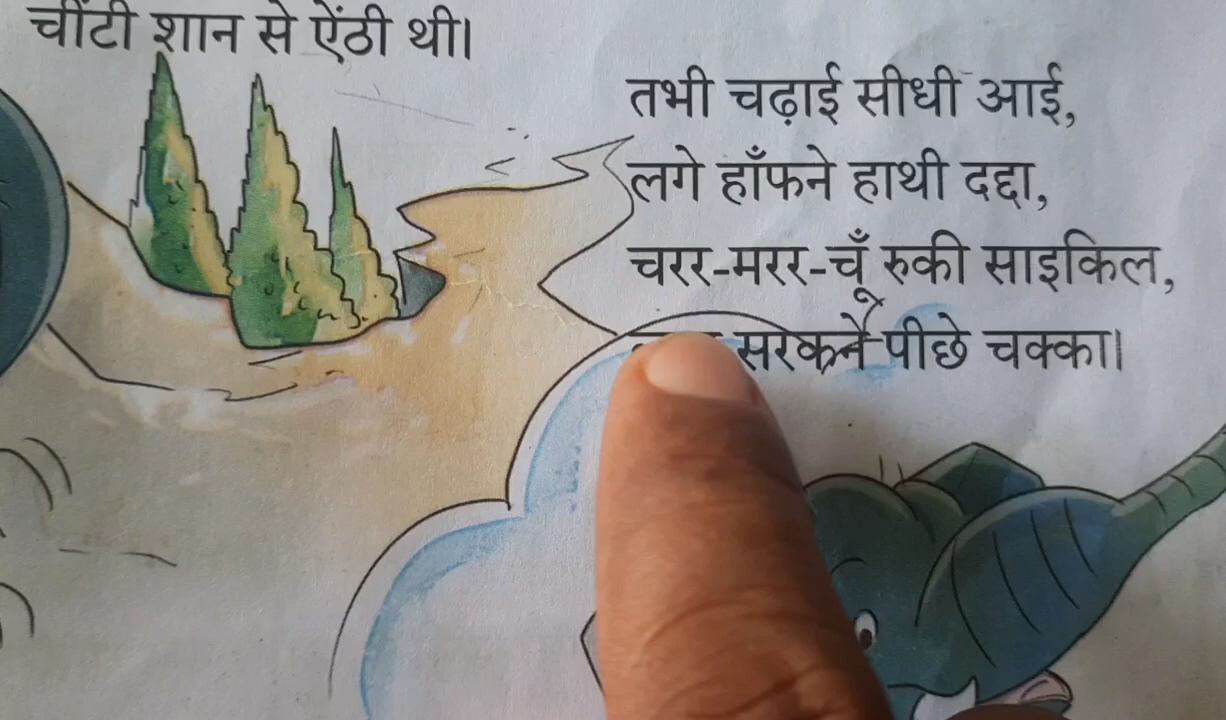 चींटी शान से ऐंठी थी।
तभी चढ़ाई सीधी आई,
लगे हाँफने हाथी दद्दा,
चरर-मरर-चूँ रुकी साइकिल,
सरकने पीछे चक्का।